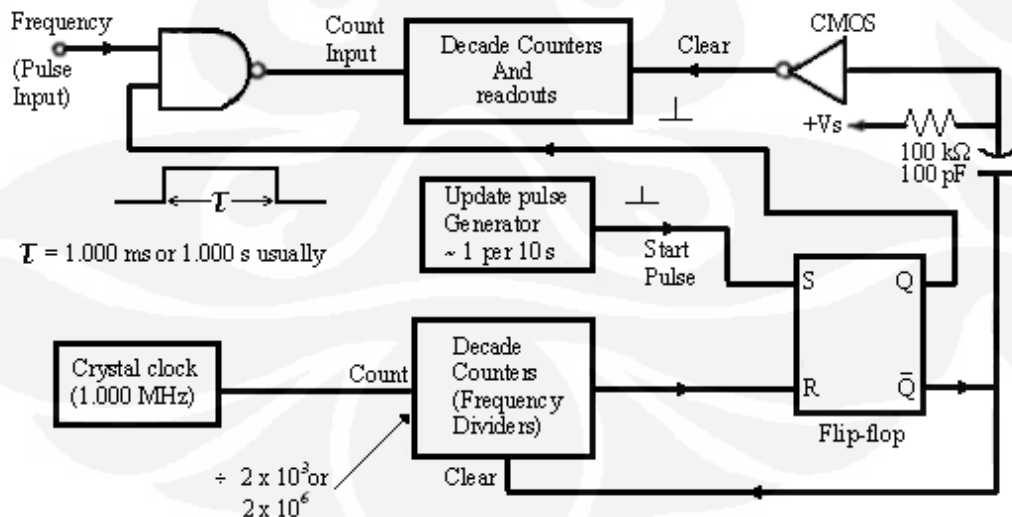 Frequency
(Pulse
Input)
Count
Input
Decade Counters
And
readouts
Clear
CMOS
+Vs
100 kΩ
100 pF
τ
τ = 1.000 ms or 1.000 s usually
Update pulse
Generator
~ 1 per 10 s
Start
Pulse
S
Q
R
Q̅
Flip-flop
Crystal clock
(1.000 MHz)
Count
Decade
Counters
(Frequency
Dividers)
Clear
÷ 2 x 10³ or
2 x 10⁶